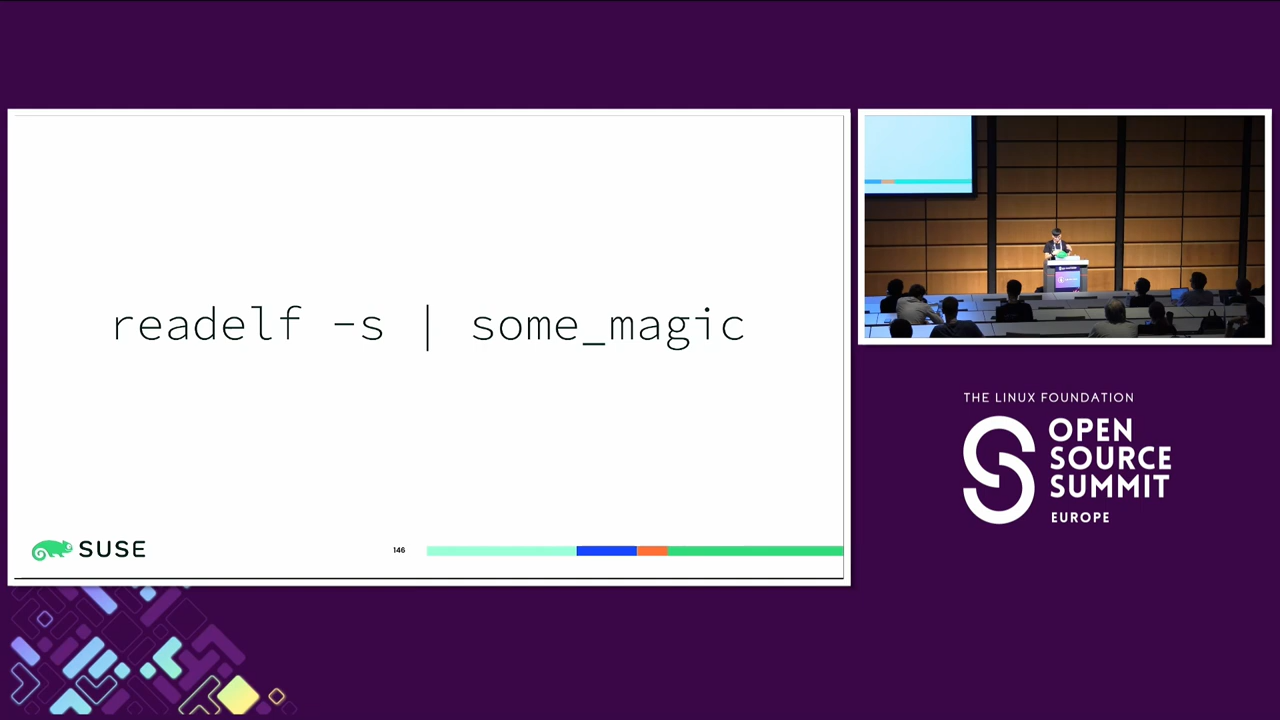 readelf -s | some_magic
SUSE
146
THE LINUX FOUNDATION
OPEN
SOURCE
SUMMIT
EUROPE